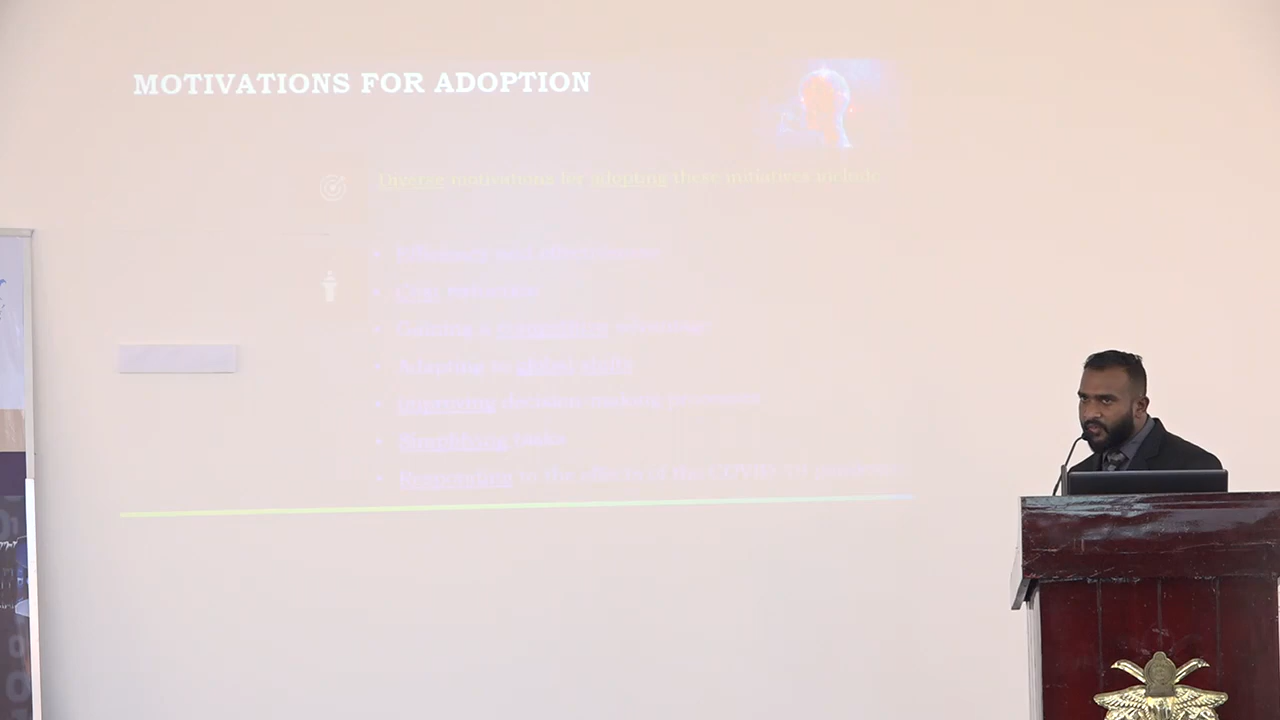 MOTIVATIONS FOR ADOPTION
Diverse motivations for adopting these initiatives include
Efficiency and effectiveness
Cost
Gaining a competitive advantage
Adapting to global shifts
Improving decision-making processes
Simplifying tasks
Responding to the effects of the COVID-19 pandemic